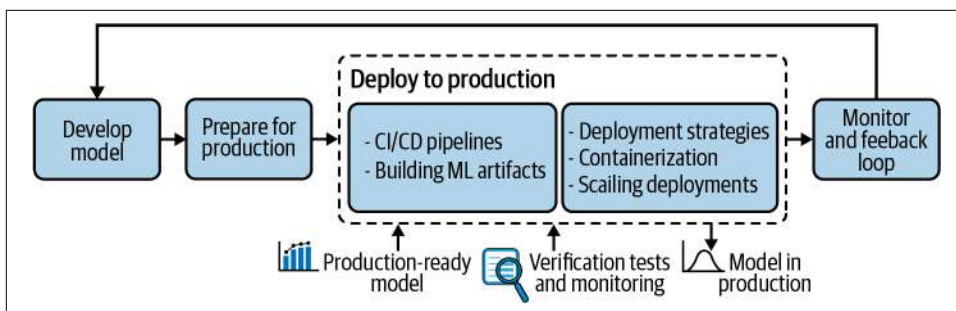 Deploy to production
Develop
model
Prepare for
production
- CI/CD pipelines
- Building ML artifacts
- Deployment strategies
- Containerization
- Scailing deployments
Monitor
and feeback
loop
Production-ready
model
Verification tests
and monitoring
Model in
production